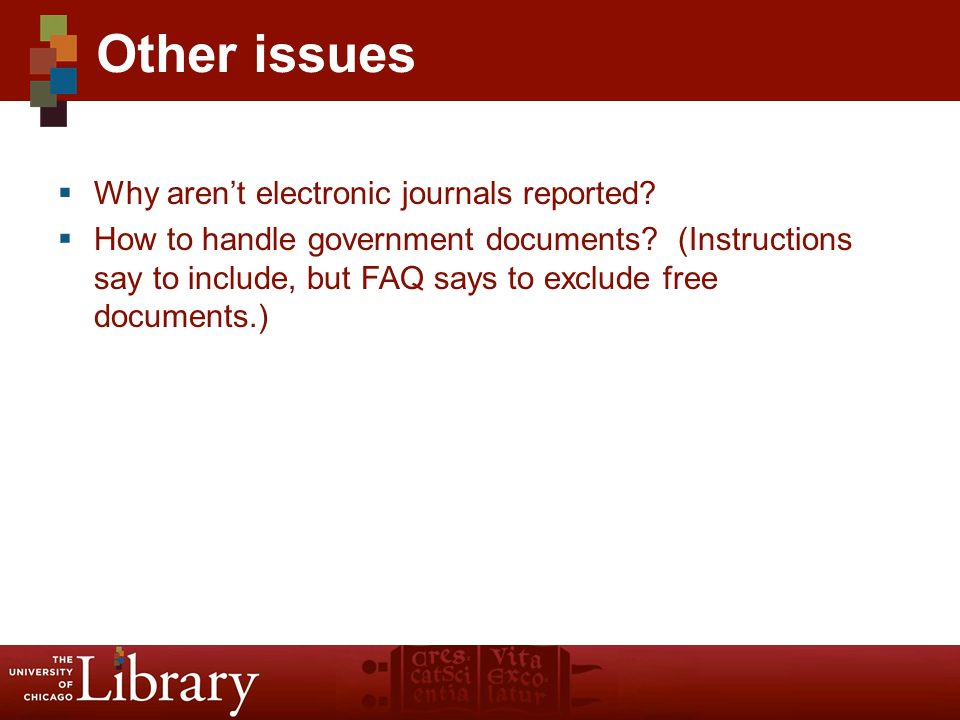 Other issues
Why aren’t electronic journals reported?
How to handle government documents?  (Instructions
say to include, but FAQ says to exclude free
documents.)
THE
UNIVERSITY
OF
CHICAGO
Library
Cres. Vita
catSci Exco.
entia latur